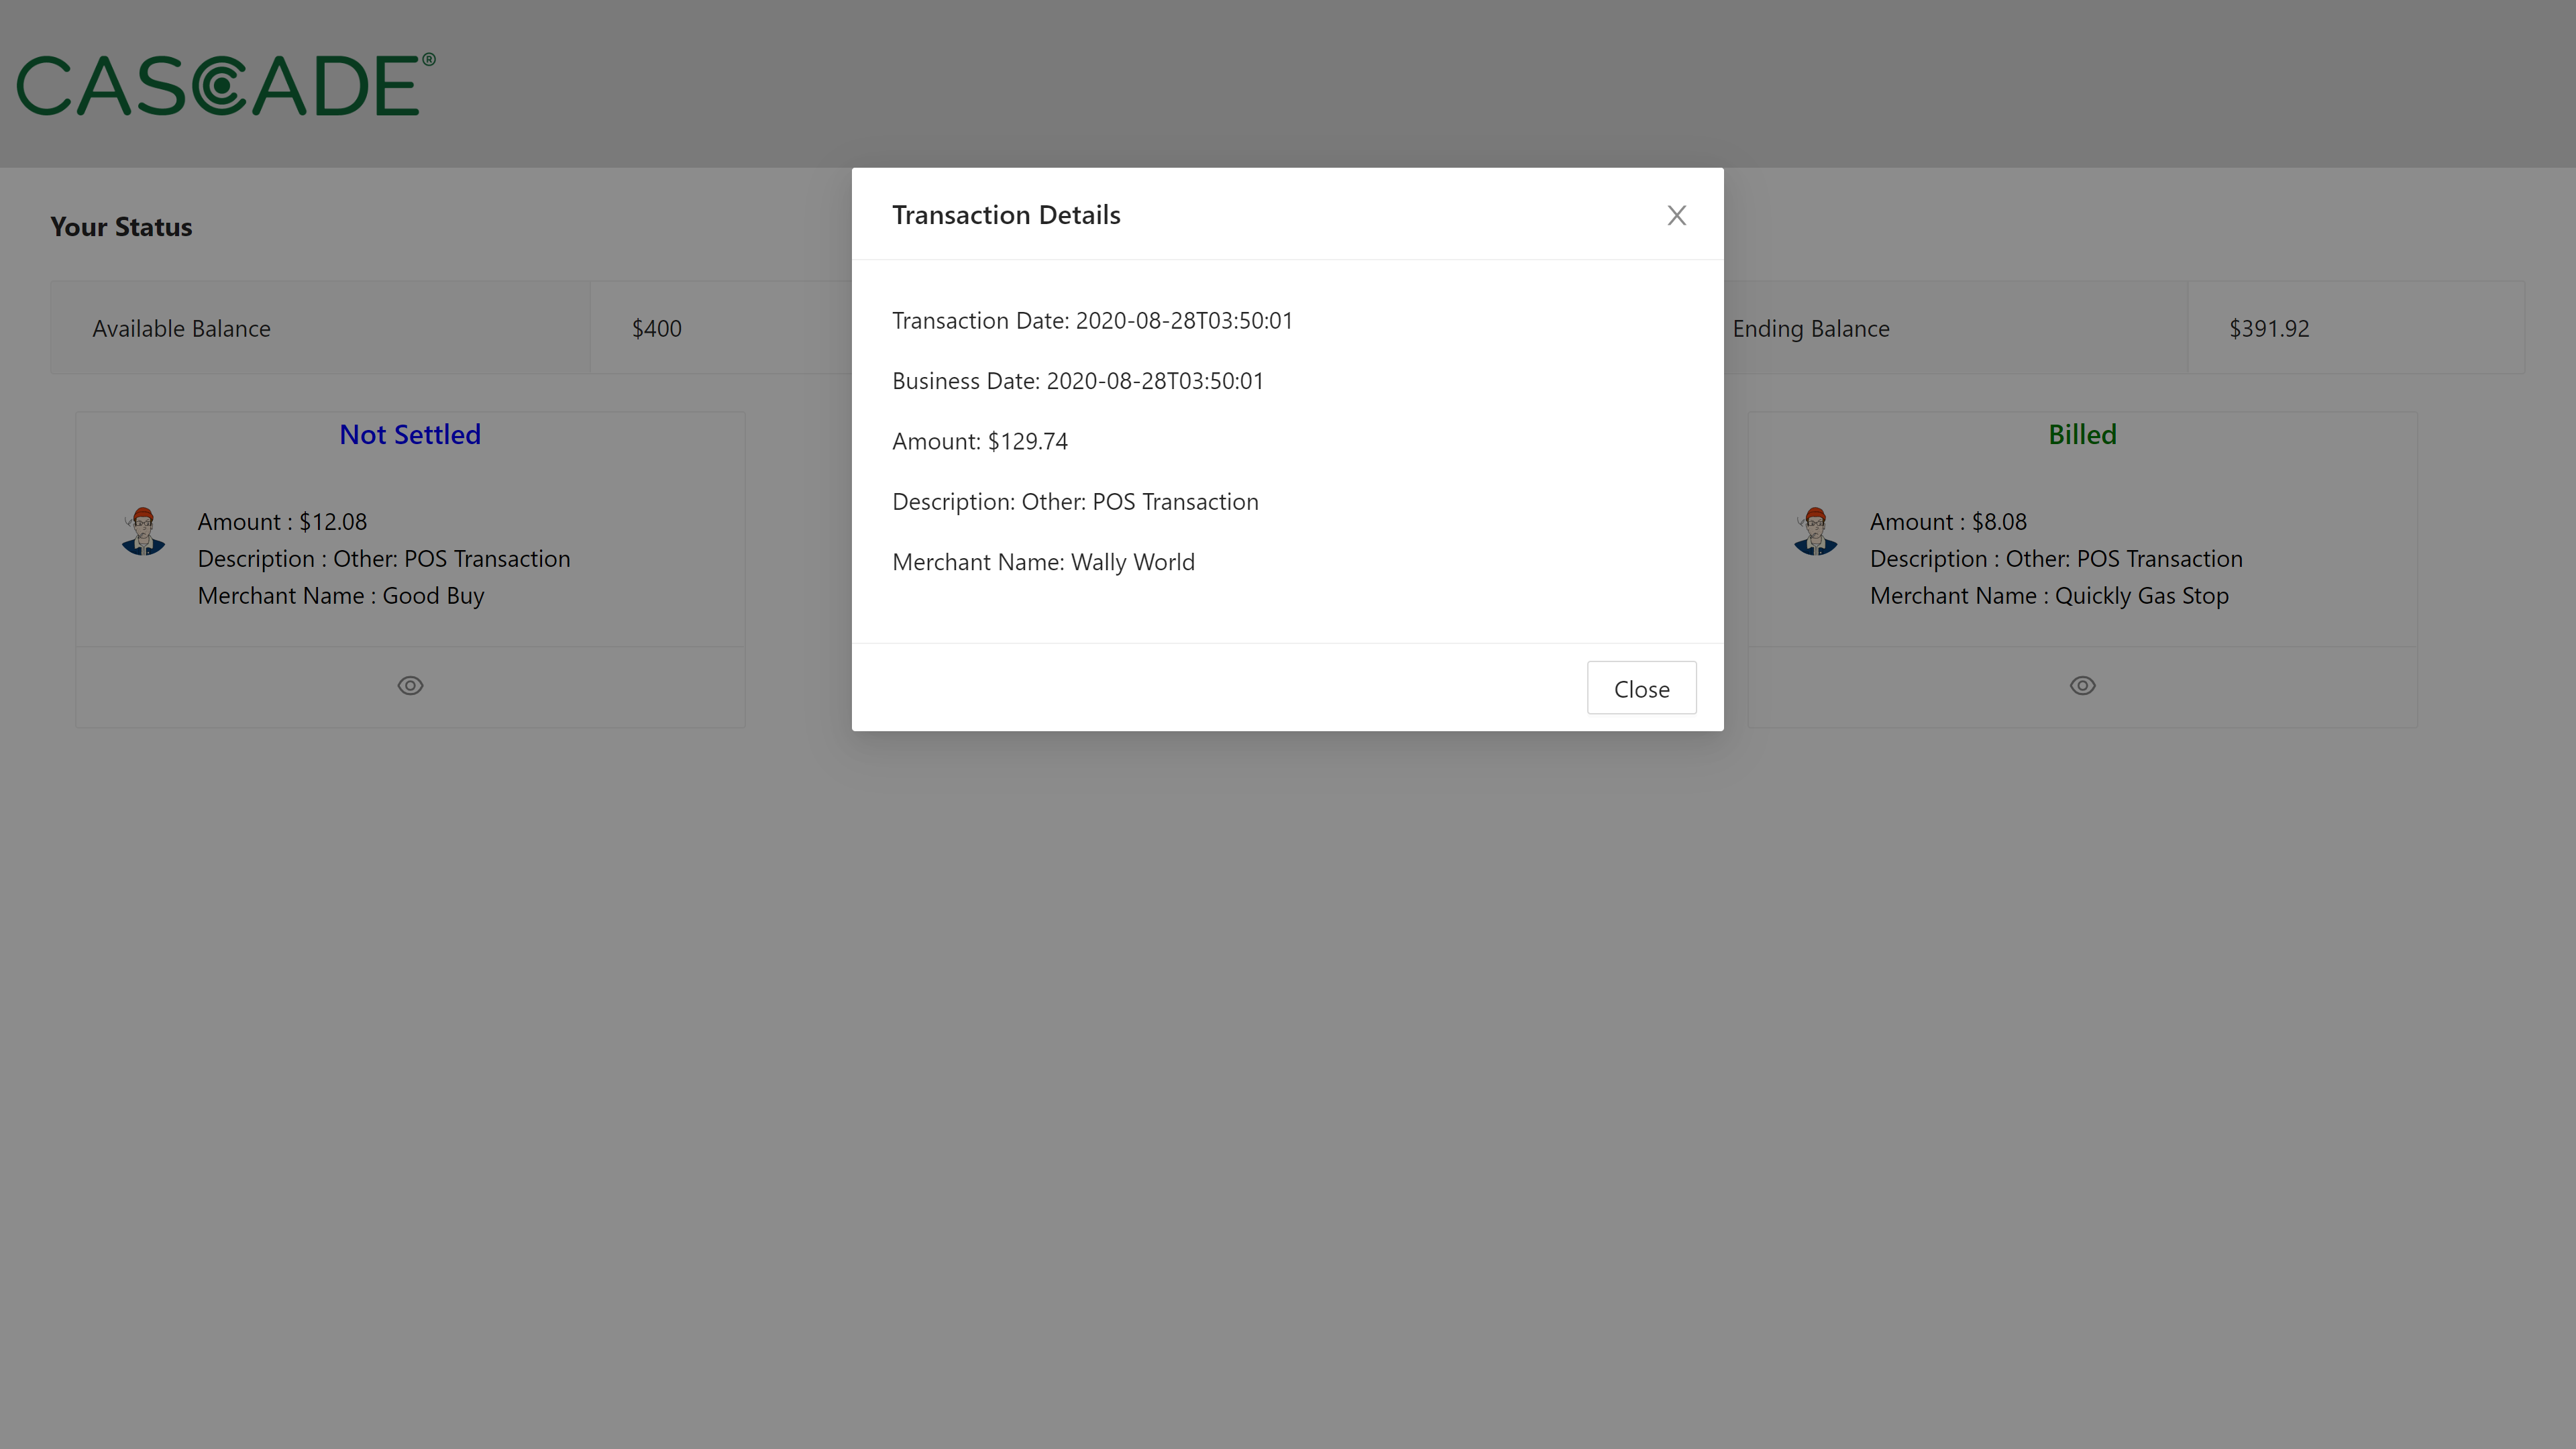 CASCADE®
Transaction Details
Your Status
Available Balance
$400
Ending Balance
$391.92
Transaction Date: 2020-08-28T03:50:01
Business Date: 2020-08-28T03:50:01
Amount: $129.74
Description: Other: POS Transaction
Merchant Name: Wally World
Close
Not Settled
Amount : $12.08
Description : Other: POS Transaction
Merchant Name : Good Buy
Billed
Amount : $8.08
Description : Other: POS Transaction
Merchant Name : Quickly Gas Stop